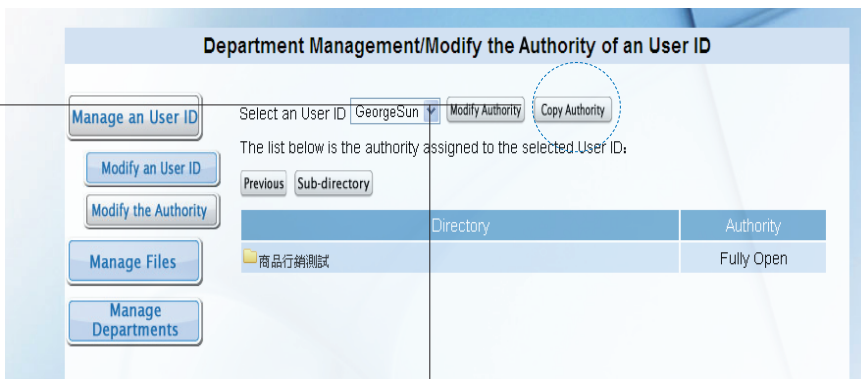 Department Management/Modify the Authority of an User ID
Manage an User ID
Modify an User ID
Modify the Authority
Manage Files
Manage
Departments
Select an User ID GeorgeSun Modify Authority Copy Authority
The list below is the authority assigned to the selected User ID:
Previous Sub-directory
Directory Authority
商品行銷測試 Fully Open